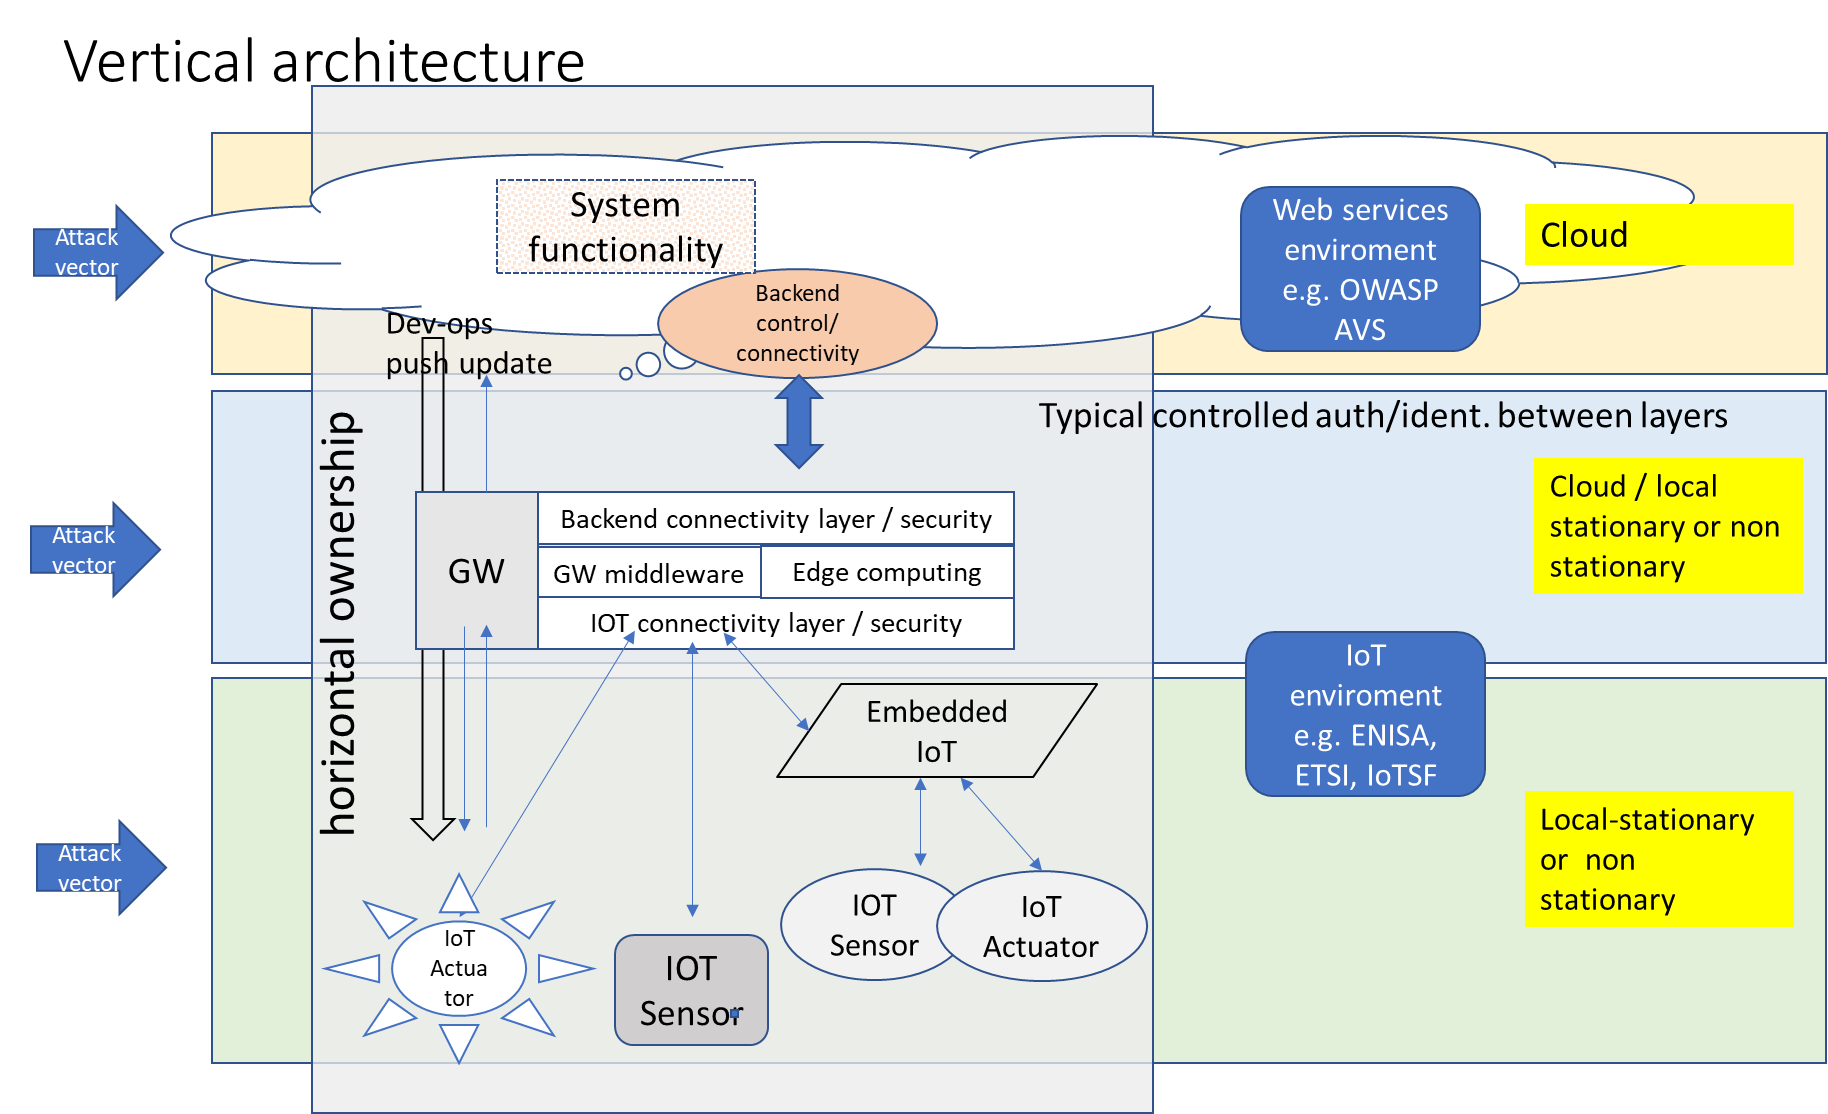 Vertical architecture
Attack
vector
System
functionality
Web services
enviroment
e.g. OWASP
AVS
Cloud
Backend
control/
connectivity
Dev-ops
push update
Typical controlled auth/ident. between layers
horizontal ownership
Attack
vector
GW
Backend connectivity layer / security
GW middleware
Edge computing
IOT connectivity layer / security
Cloud / local
stationary or non
stationary
IoT
enviroment
e.g. ENISA,
ETSI, IoTSF
Embedded
IoT
Attack
vector
Local-stationary
or  non
stationary
IoT
Actua
tor
IOT
Sensor
IOT
Sensor
IoT
Actuator